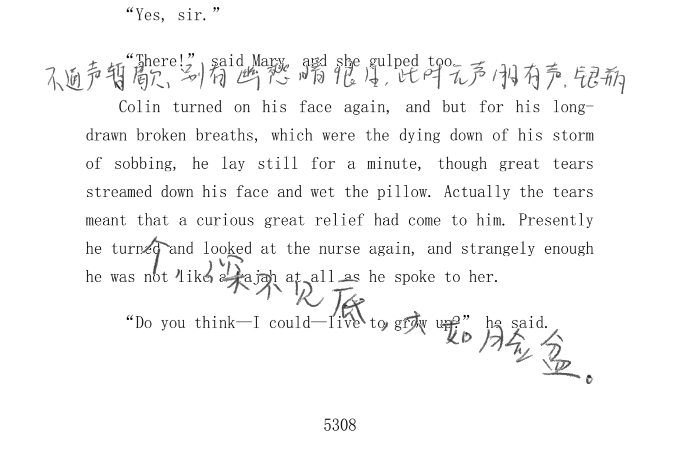 “Yes, sir.”
“There!” said Mary, and she gulped too.
不通声暂歇、别有幽愁暗恨生,此时无声胜有声.银瓶
Colin turned on his face again, and but for his long-
drawn broken breaths, which were the dying down of his storm
of sobbing, he lay still for a minute, though great tears
streamed down his face and wet the pillow. Actually the tears
meant that a curious great relief had come to him. Presently
he turned and looked at the nurse again, and strangely enough
he was not like a rajah at all as he spoke to her.
个,深不见底,大如脸盆。
“Do you think—I could—live to grow up?” he said.
5308